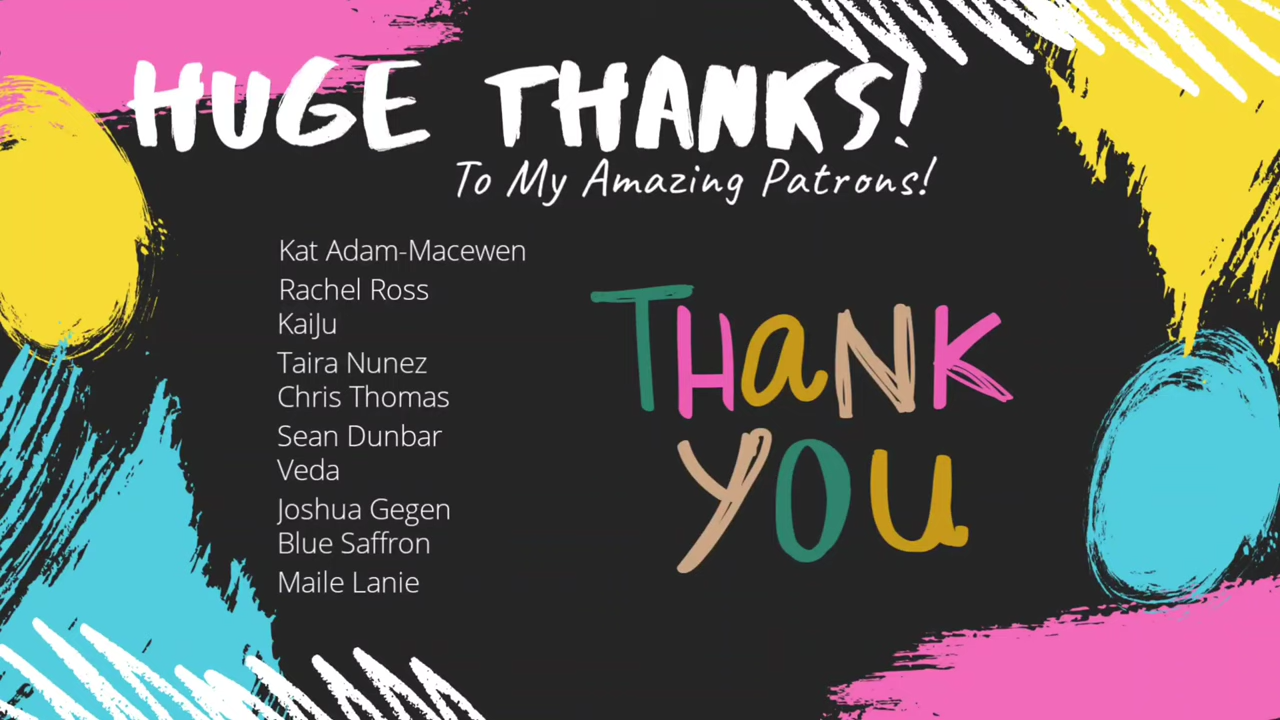 HUGE THANKS!
To My Amazing Patrons!
Kat Adam-Macewen
Rachel Ross
KaiJu
Taira Nunez
Chris Thomas
Sean Dunbar
Veda
Joshua Gegen
Blue Saffron
Maile Lanie
THANK
YOU